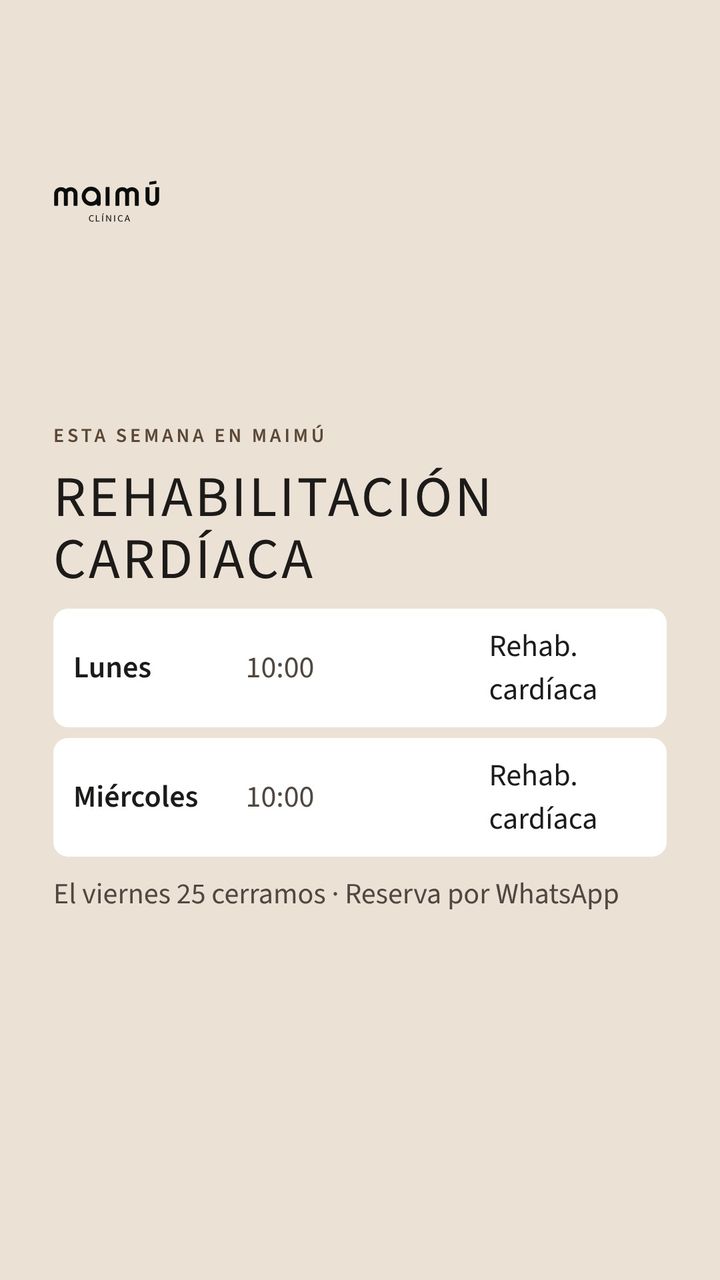 maimú
CLÍNICA
ESTA SEMANA EN MAIMÚ
REHABILITACIÓN
CARDÍACA
Lunes 10:00 Rehab.
cardíaca
Miércoles 10:00 Rehab.
cardíaca
El viernes 25 cerramos · Reserva por WhatsApp